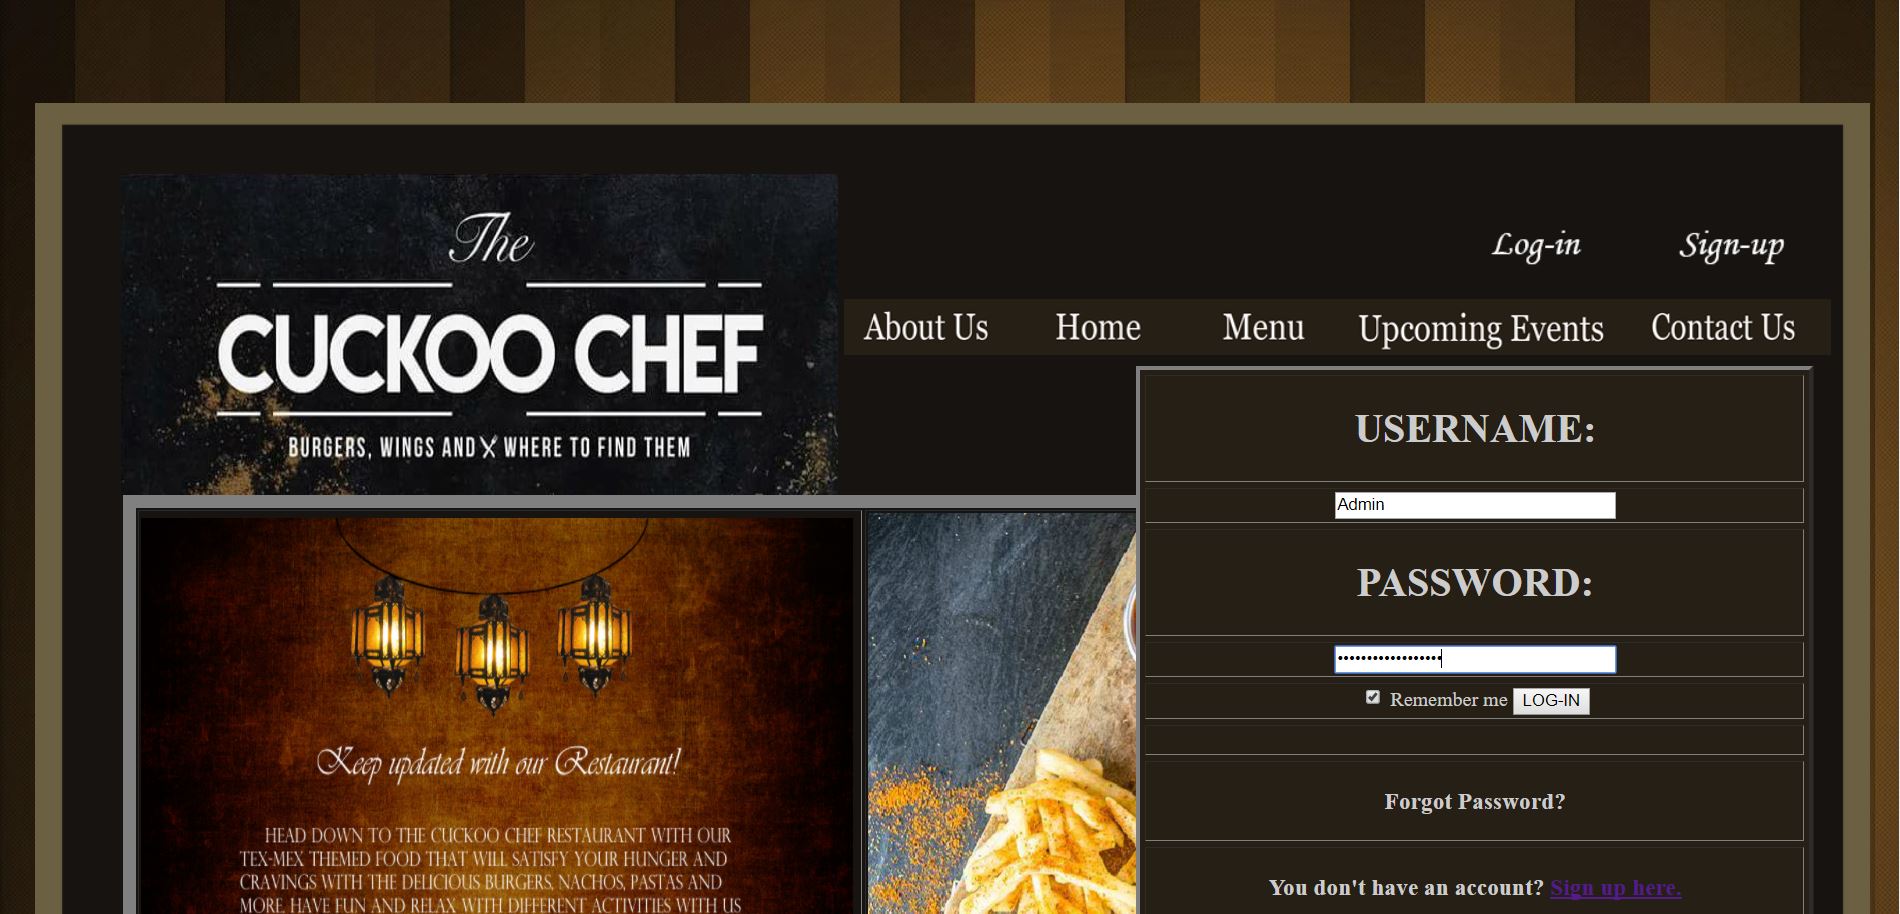 The
CUCKOO CHEF
BURGERS, WINGS AND WHERE TO FIND THEM
Log-in
Sign-up
About Us
Home
Menu
Upcoming Events
Contact Us
USERNAME:
Admin
PASSWORD:
••••••••••••••••••
Remember me
LOG-IN
Forgot Password?
You don't have an account? Sign up here.
Keep updated with our Restaurant!
HEAD DOWN TO THE CUCKOO CHEF RESTAURANT WITH OUR
TEX-MEX THEMED FOOD THAT WILL SATISFY YOUR HUNGER AND
CRAVINGS WITH THE DELICIOUS BURGERS, NACHOS, PASTAS AND
MORE. HAVE FUN AND RELAX WITH DIFFERENT ACTIVITIES WITH US